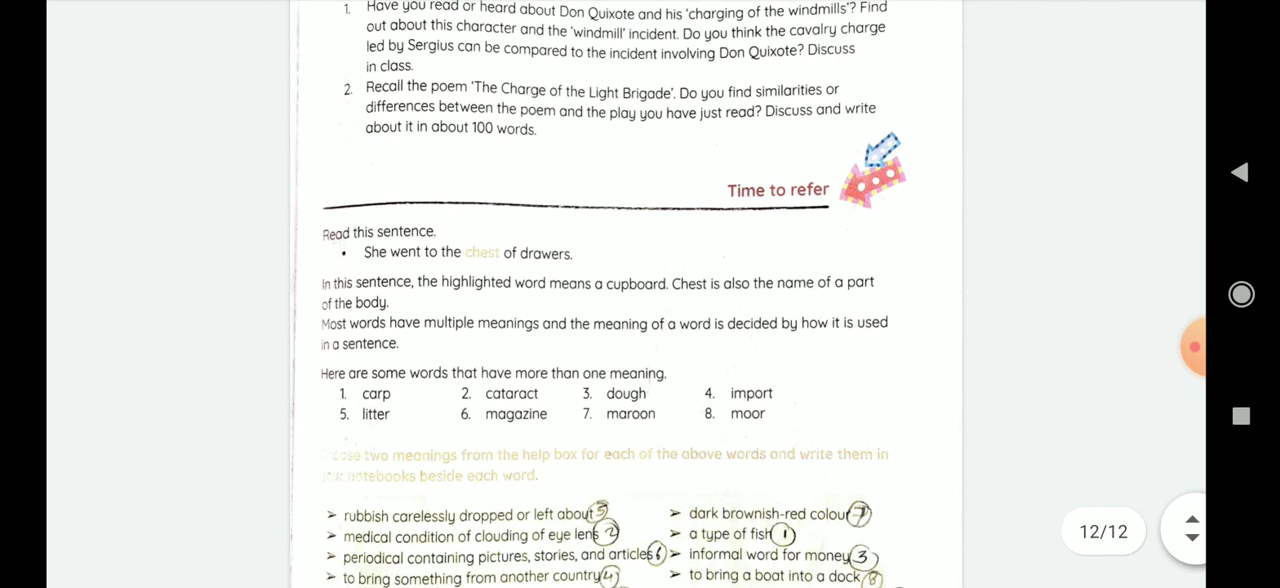 1. Have you read or heard about Don Quixote and his 'charging of the windmills'? Find
out about this character and the 'windmill' incident. Do you think the cavalry charge
led by Sergius can be compared to the incident involving Don Quixote? Discuss
in class.
2. Recall the poem 'The Charge of the Light Brigade'. Do you find similarities or
differences between the poem and the play you have just read? Discuss and write
about it in about 100 words.
Time to refer
Read this sentence.
• She went to the chest of drawers.
In this sentence, the highlighted word means a cupboard. Chest is also the name of a part
of the body.
Most words have multiple meanings and the meaning of a word is decided by how it is used
in a sentence.
Here are some words that have more than one meaning.
1. carp 2. cataract 3. dough 4. import
5. litter 6. magazine 7. maroon 8. moor
two meanings from the help box for each of the above words and write them in
notebooks beside each word.
➢ rubbish carelessly dropped or left about 5 ➢ dark brownish-red colour 7
➢ medical condition of clouding of eye lens 2 ➢ a type of fish 1
➢ periodical containing pictures, stories, and articles 6 ➢ informal word for money 3
➢ to bring something from another country 4 ➢ to bring a boat into a dock 8
12/12